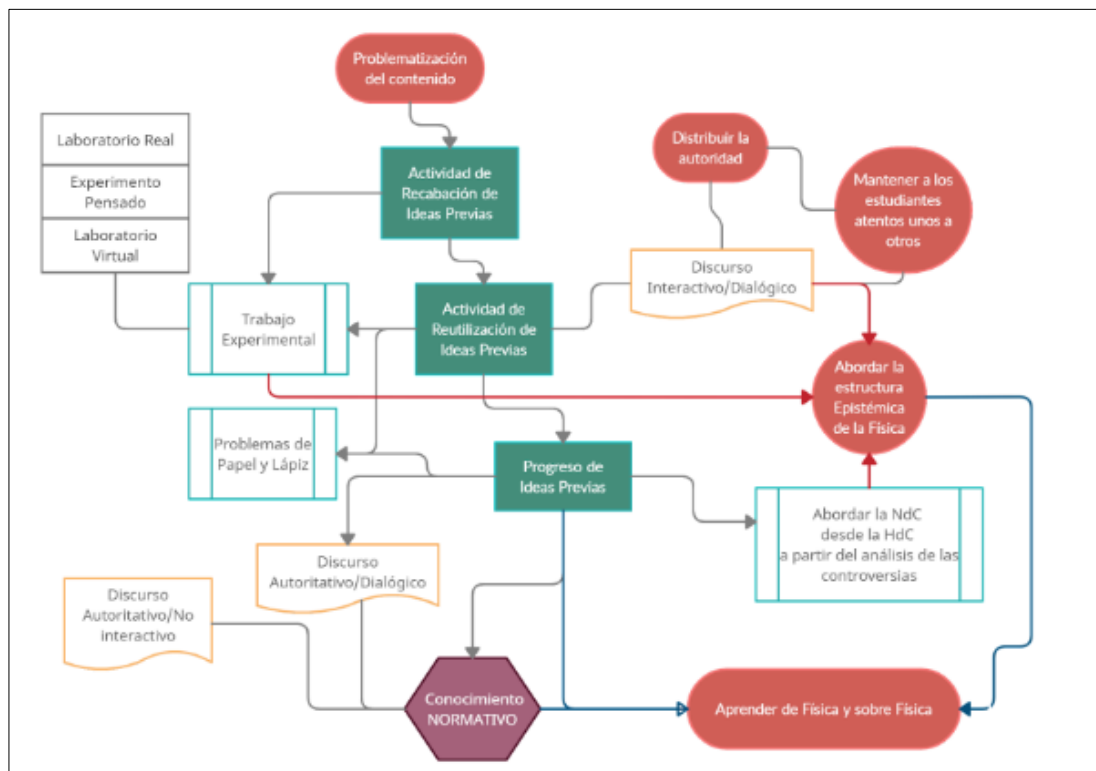 Problematización
del contenido
Laboratorio Real
Experimento
Pensado
Laboratorio
Virtual
Actividad de
Recabación de
Ideas Previas
Distribuir la
autoridad
Mantener a los
estudiantes
atentos unos a
otros
Discurso
Interactivo/Dialógico
Trabajo
Experimental
Actividad de
Reutilización de
Ideas Previas
Abordar la
estructura
Epistémica
de la Física
Problemas de
Papel y Lápiz
Progreso de
Ideas Previas
Abordar la NdC
desde la HdC
a partir del análisis de las
controversias
Discurso
Autoritativo/Dialógico
Discurso
Autoritativo/No
interactivo
Conocimiento
NORMATIVO
Aprender de Física y sobre Física